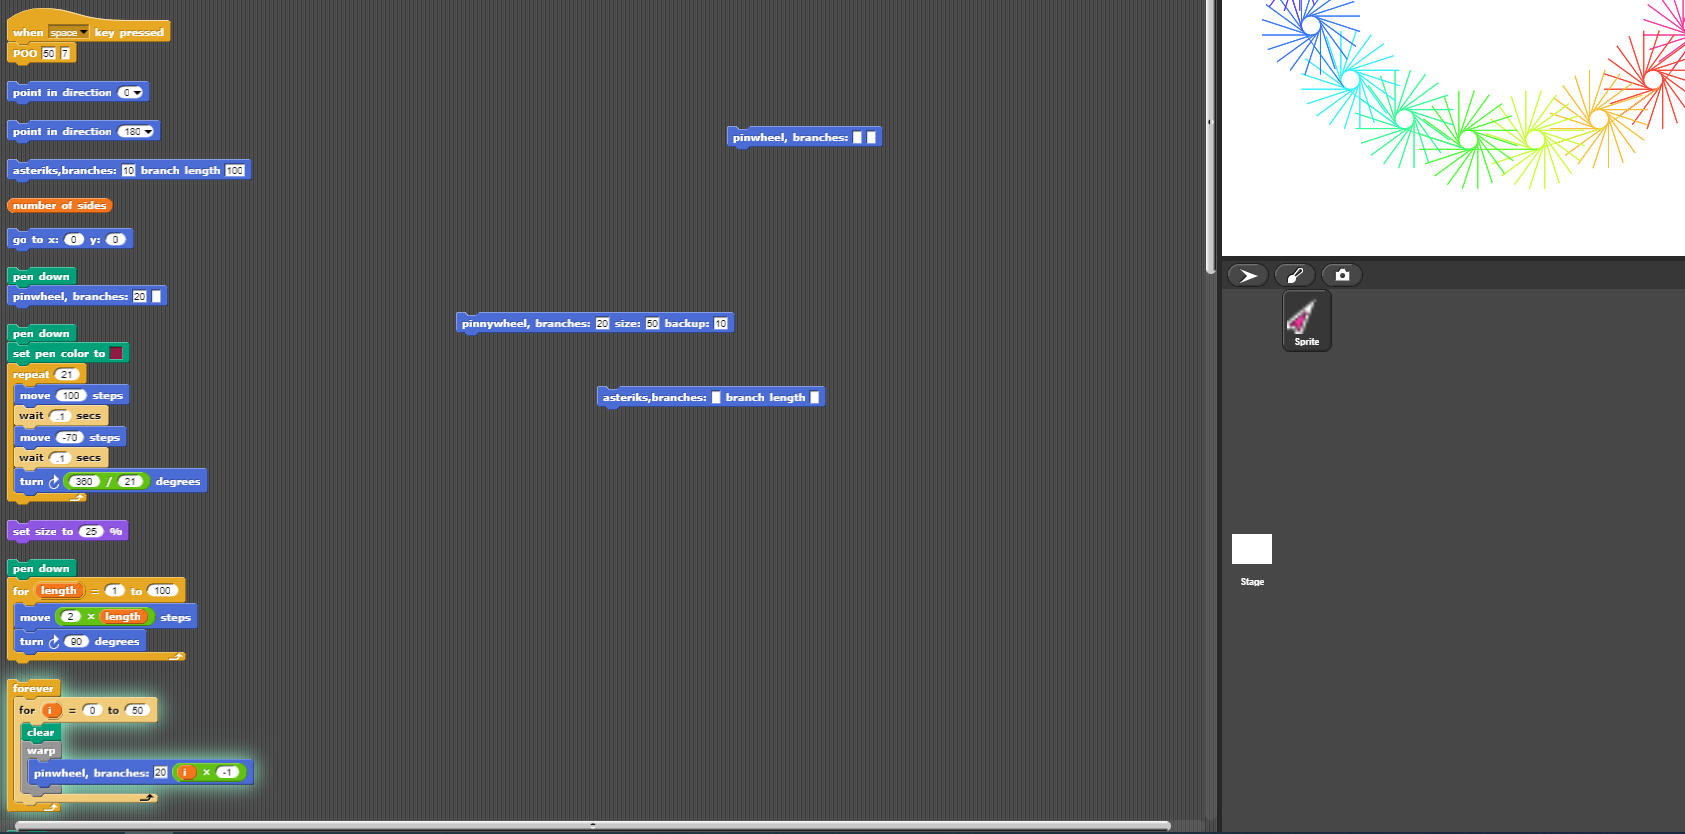 when space key pressed
POO 50 7
point in direction 0
point in direction 180
asteriks,branches: 10 branch length 100
number of sides
go to x: 0 y: 0
pen down
pinwheel, branches: 20
pen down
set pen color to
repeat 21
move 100 steps
wait .1 secs
move -70 steps
wait .1 secs
turn 360 / 21 degrees
set size to 25 %
pen down
for length = 1 to 100
move 2 × length steps
turn 90 degrees
forever
for i = 0 to 50
clear
warp
pinwheel, branches: 20 i × -1
pinwheel, branches:
pinnywheel, branches: 20 size: 50 backup: 10
asteriks,branches: branch length
Sprite
Stage